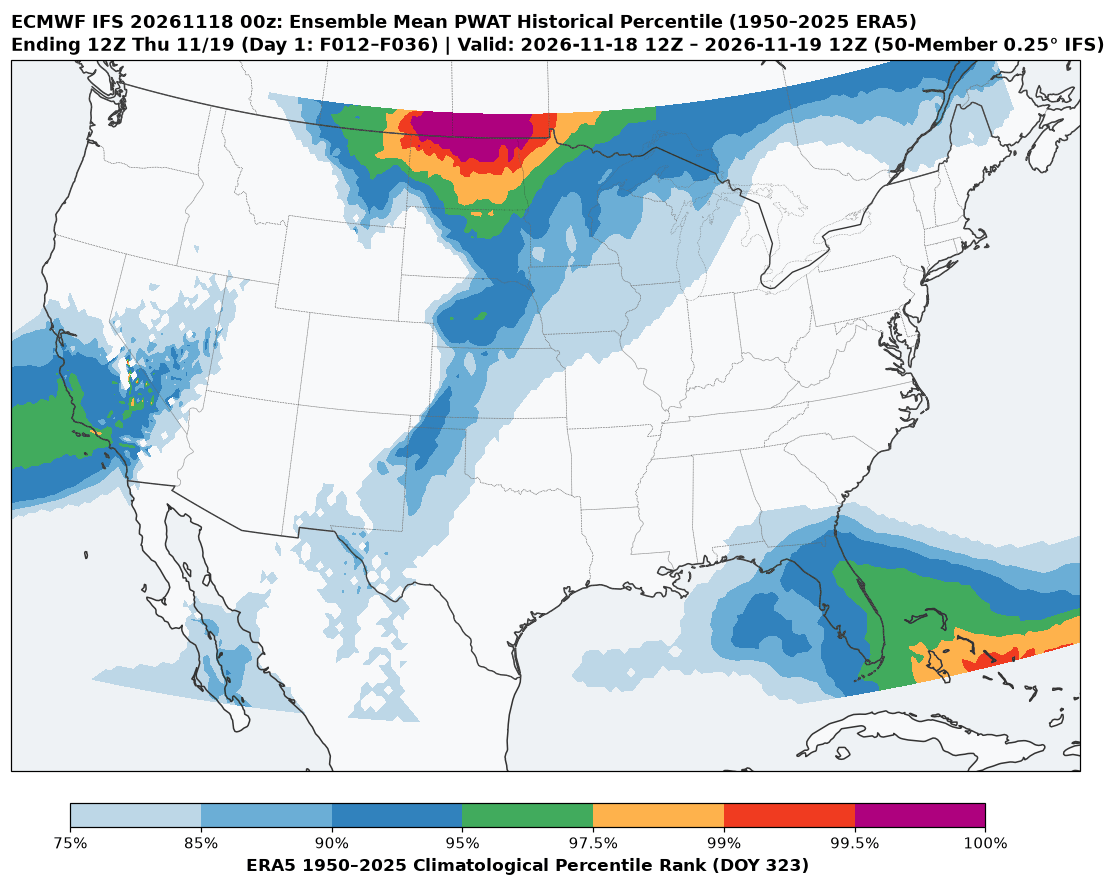 ECMWF IFS 20261118 00z: Ensemble Mean PWAT Historical Percentile (1950–2025 ERA5)
Ending 12Z Thu 11/19 (Day 1: F012–F036) | Valid: 2026-11-18 12Z – 2026-11-19 12Z (50-Member 0.25° IFS)
75% 85% 90% 95% 97.5% 99% 99.5% 100%
ERA5 1950–2025 Climatological Percentile Rank (DOY 323)